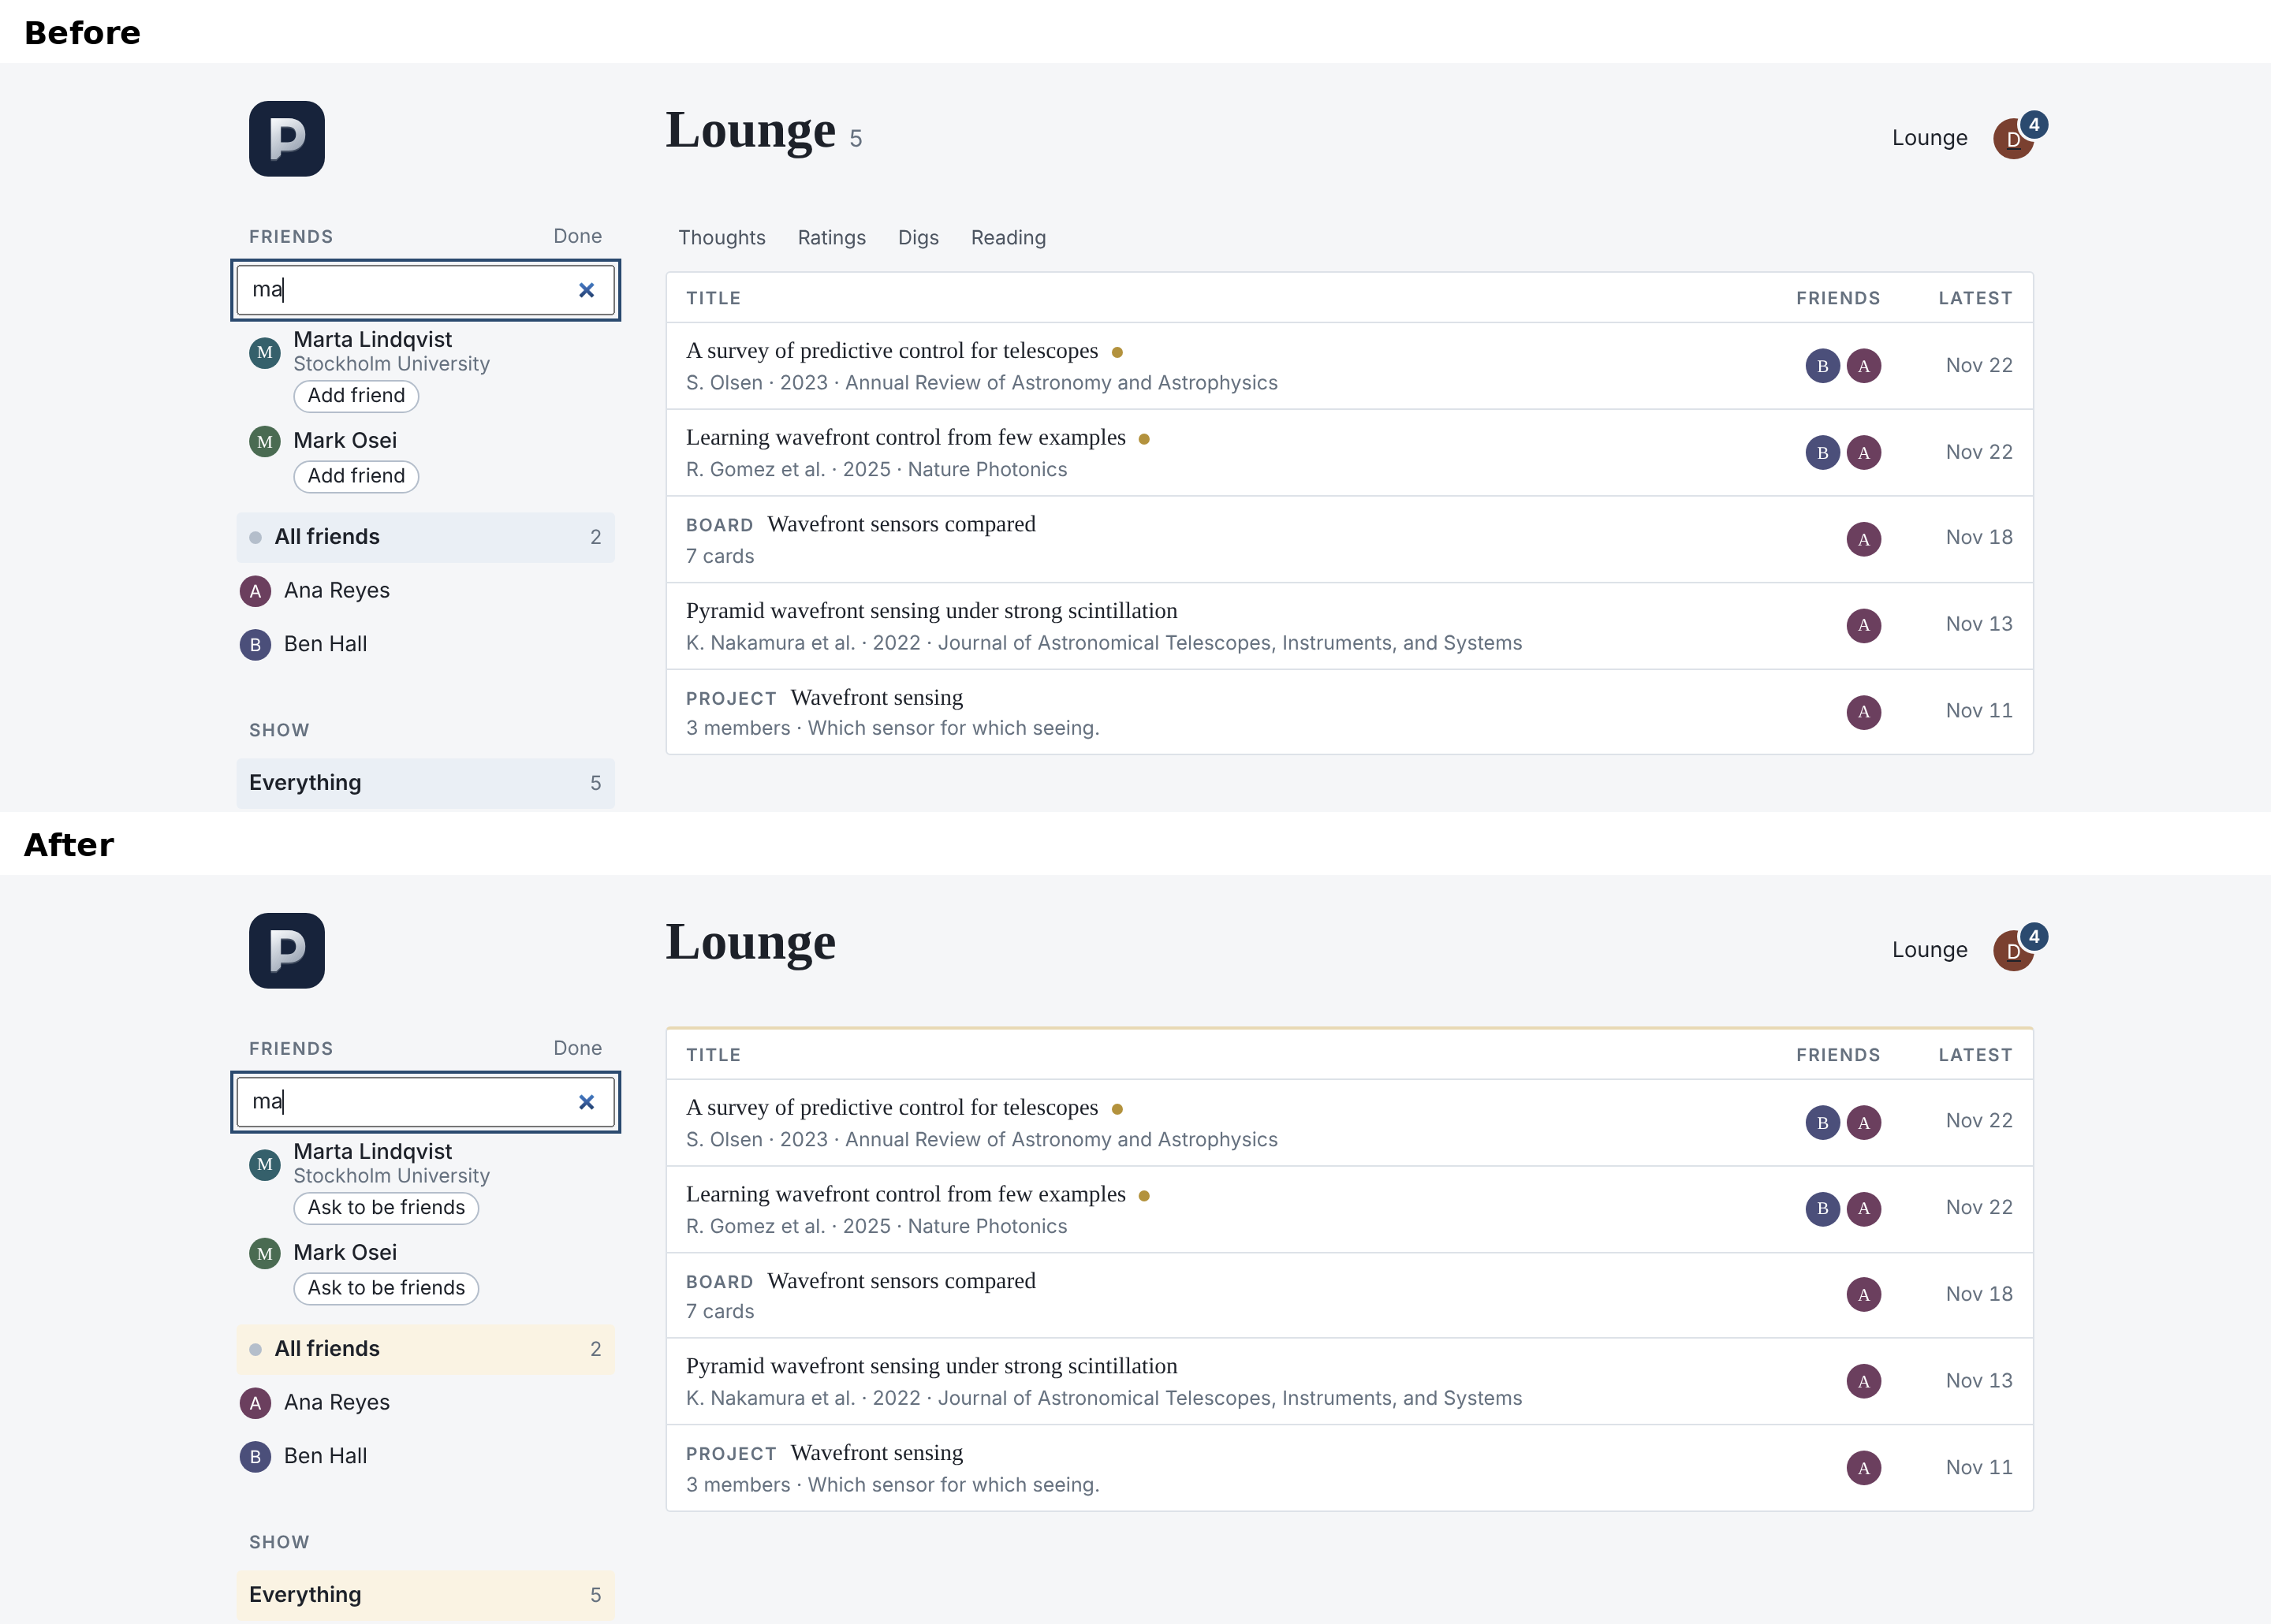 Before
P
Lounge 5
Lounge D 4
FRIENDS Done
ma
M Marta Lindqvist
Stockholm University
Add friend
M Mark Osei
Add friend
All friends 2
A Ana Reyes
B Ben Hall
SHOW
Everything 5
Thoughts Ratings Digs Reading
TITLE FRIENDS LATEST
A survey of predictive control for telescopes B A Nov 22
S. Olsen · 2023 · Annual Review of Astronomy and Astrophysics
Learning wavefront control from few examples B A Nov 22
R. Gomez et al. · 2025 · Nature Photonics
BOARD Wavefront sensors compared A Nov 18
7 cards
Pyramid wavefront sensing under strong scintillation A Nov 13
K. Nakamura et al. · 2022 · Journal of Astronomical Telescopes, Instruments, and Systems
PROJECT Wavefront sensing A Nov 11
3 members · Which sensor for which seeing.
After
P
Lounge
Lounge D 4
FRIENDS Done
ma
M Marta Lindqvist
Stockholm University
Ask to be friends
M Mark Osei
Ask to be friends
All friends 2
A Ana Reyes
B Ben Hall
SHOW
Everything 5
TITLE FRIENDS LATEST
A survey of predictive control for telescopes B A Nov 22
S. Olsen · 2023 · Annual Review of Astronomy and Astrophysics
Learning wavefront control from few examples B A Nov 22
R. Gomez et al. · 2025 · Nature Photonics
BOARD Wavefront sensors compared A Nov 18
7 cards
Pyramid wavefront sensing under strong scintillation A Nov 13
K. Nakamura et al. · 2022 · Journal of Astronomical Telescopes, Instruments, and Systems
PROJECT Wavefront sensing A Nov 11
3 members · Which sensor for which seeing.